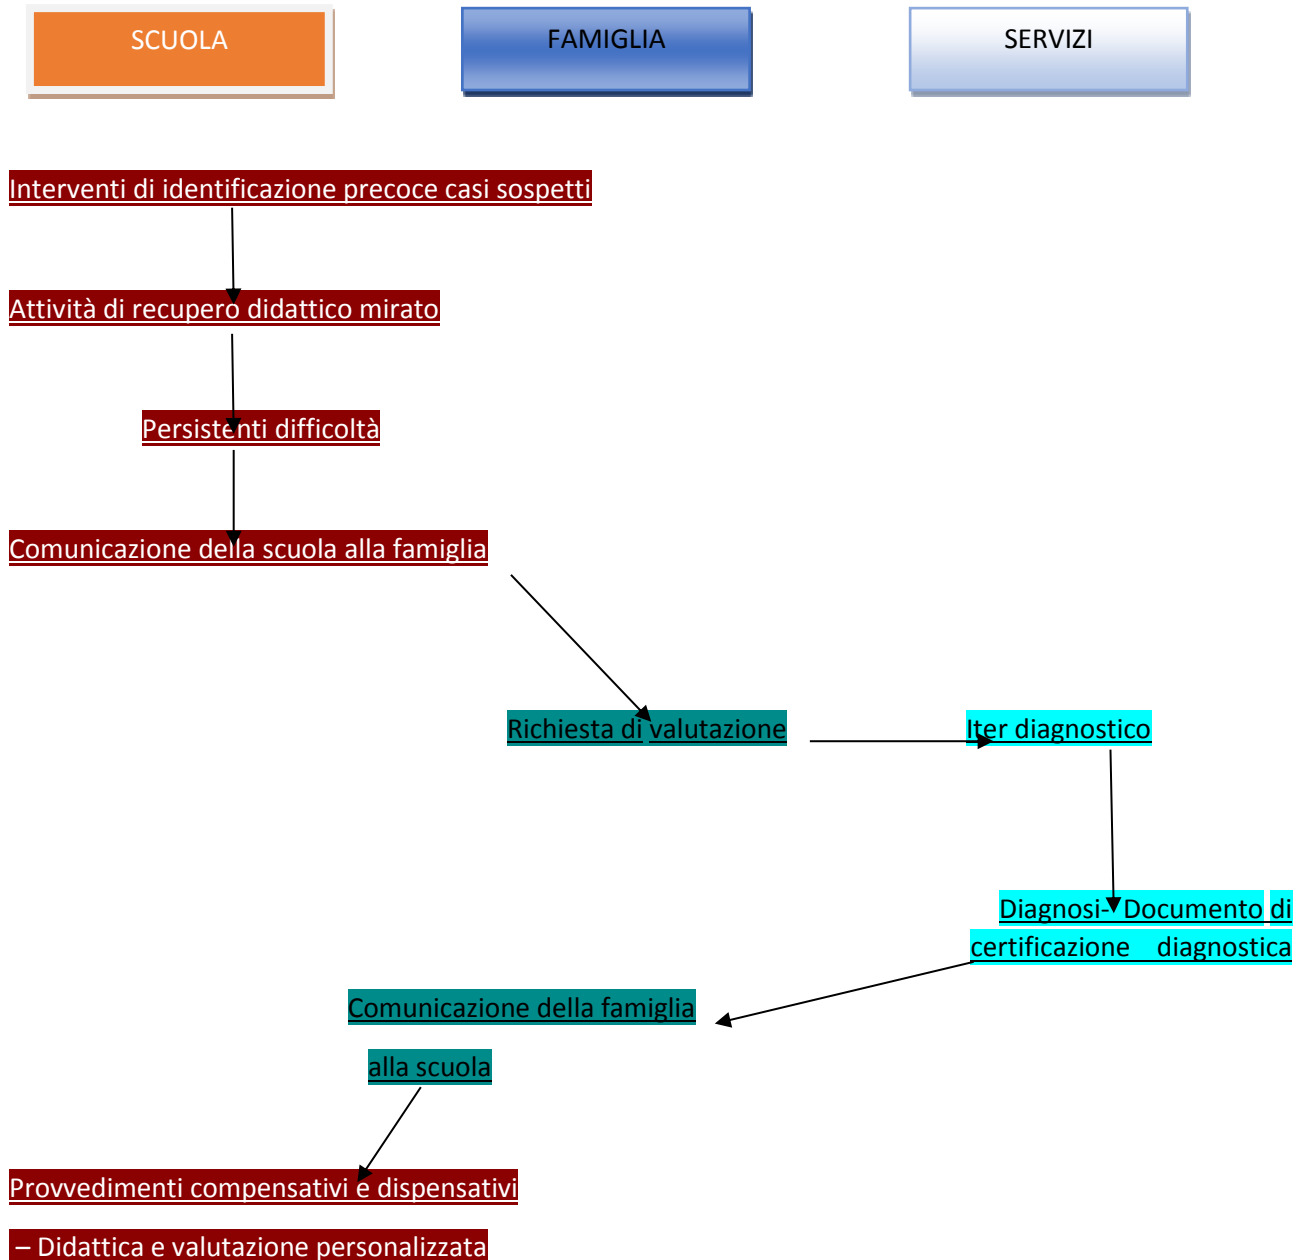 SCUOLA
FAMIGLIA
SERVIZI
Interventi di identificazione precoce casi sospetti
Attività di recupero didattico mirato
Persistenti difficoltà
Comunicazione della scuola alla famiglia
Richiesta di valutazione
Iter diagnostico
Diagnosi- Documento di
certificazione diagnostica
Comunicazione della famiglia
alla scuola
Provvedimenti compensativi e dispensativi
– Didattica e valutazione personalizzata